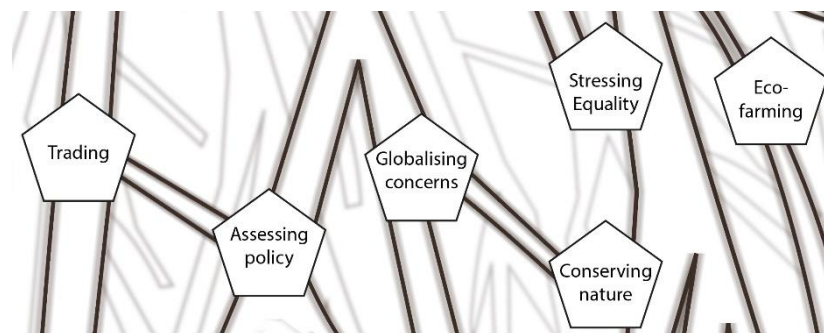 Stressing
Equality
Eco-
farming
Trading
Globalising
concerns
Assessing
policy
Conserving
nature